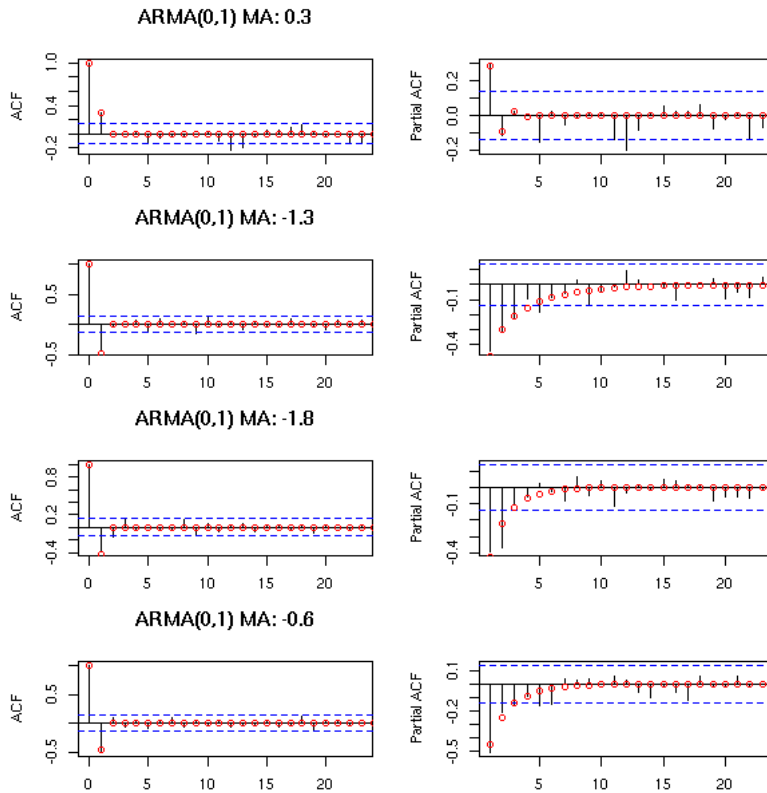 ARMA(0,1) MA: 0.3
ACF
1.0
0.4
-0.2
0 5 10 15 20
Partial ACF
0.2
0.0
-0.2
5 10 15 20
ARMA(0,1) MA: -1.3
ACF
0.5
-0.5
0 5 10 15 20
Partial ACF
-0.1
-0.4
5 10 15 20
ARMA(0,1) MA: -1.8
ACF
0.8
0.2
-0.4
0 5 10 15 20
Partial ACF
-0.1
-0.4
5 10 15 20
ARMA(0,1) MA: -0.6
ACF
0.5
-0.5
0 5 10 15 20
Partial ACF
0.1
-0.2
-0.5
5 10 15 20